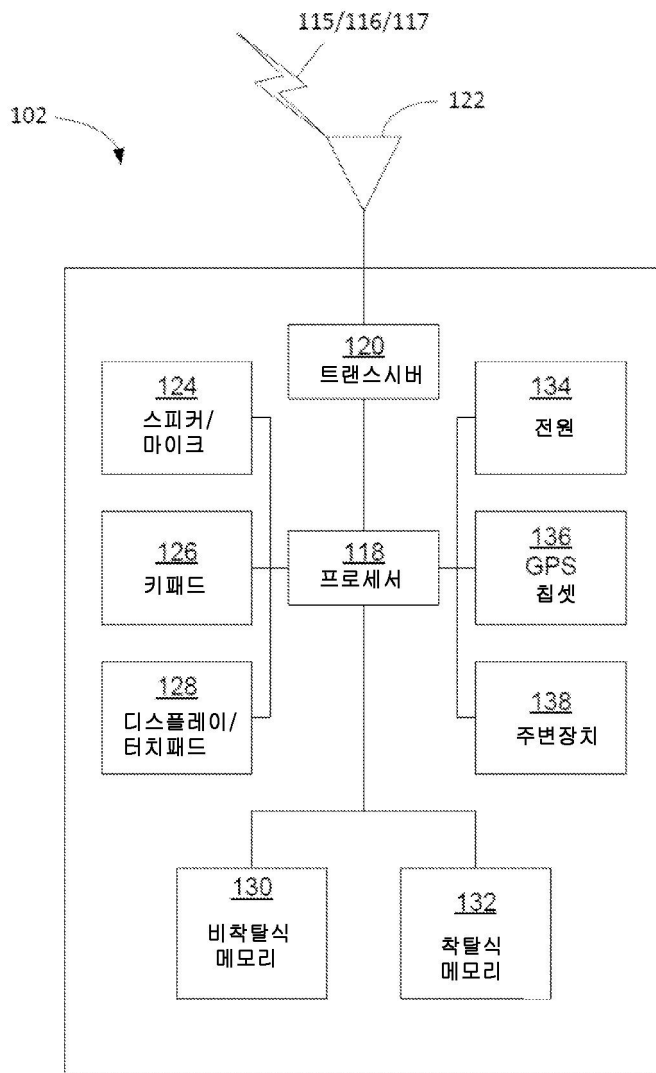 115/116/117
122
102
120
트랜스시버
124
스피커/
마이크
134
전원
126
키패드
118
프로세서
136
GPS
칩셋
128
디스플레이/
터치패드
138
주변장치
130
비착탈식
메모리
132
착탈식
메모리